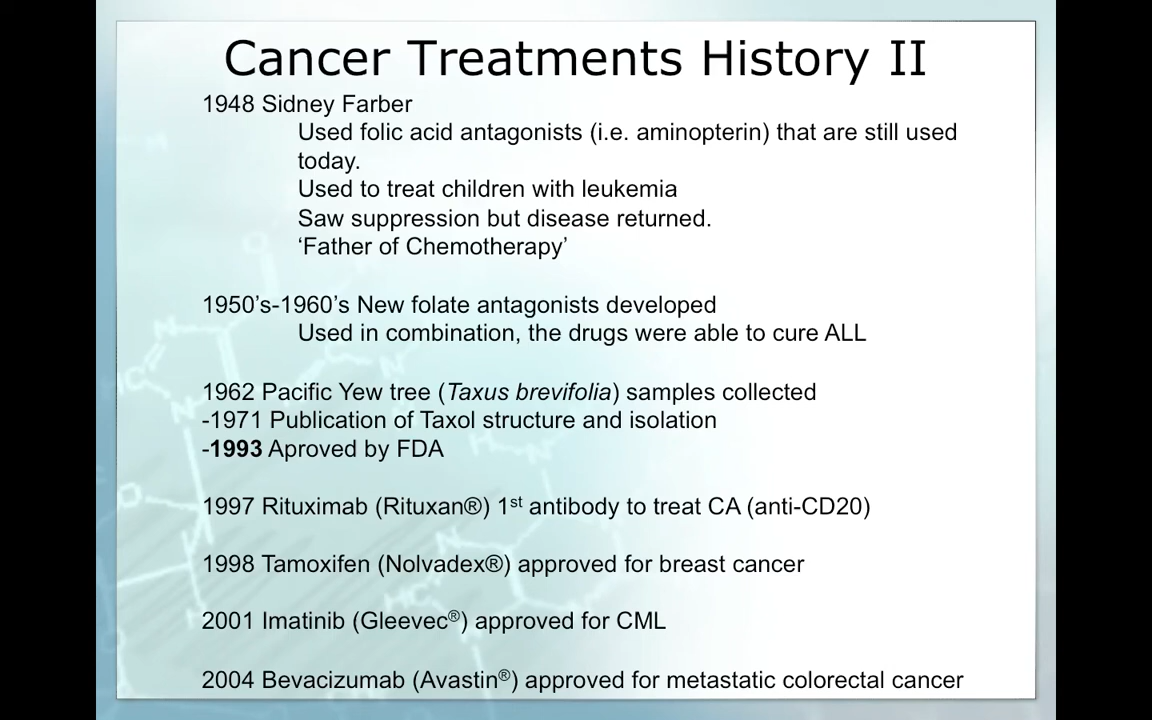 Cancer Treatments History II
1948 Sidney Farber
Used folic acid antagonists (i.e. aminopterin) that are still used
today.
Used to treat children with leukemia
Saw suppression but disease returned.
‘Father of Chemotherapy’
1950’s-1960’s New folate antagonists developed
Used in combination, the drugs were able to cure ALL
1962 Pacific Yew tree (Taxus brevifolia) samples collected
-1971 Publication of Taxol structure and isolation
-1993 Aproved by FDA
1997 Rituximab (Rituxan®) 1st antibody to treat CA (anti-CD20)
1998 Tamoxifen (Nolvadex®) approved for breast cancer
2001 Imatinib (Gleevec®) approved for CML
2004 Bevacizumab (Avastin®) approved for metastatic colorectal cancer